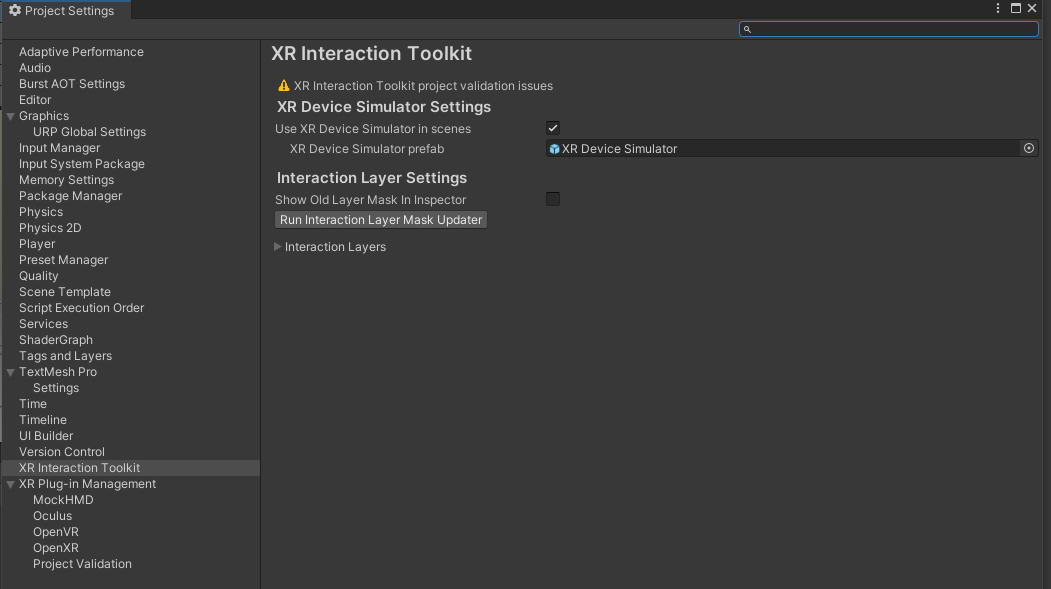 Project Settings
Adaptive Performance
Audio
Burst AOT Settings
Editor
Graphics
URP Global Settings
Input Manager
Input System Package
Memory Settings
Package Manager
Physics
Physics 2D
Player
Preset Manager
Quality
Scene Template
Script Execution Order
Services
ShaderGraph
Tags and Layers
TextMesh Pro
Settings
Time
Timeline
UI Builder
Version Control
XR Interaction Toolkit
XR Plug-in Management
MockHMD
Oculus
OpenVR
OpenXR
Project Validation
XR Interaction Toolkit
XR Interaction Toolkit project validation issues
XR Device Simulator Settings
Use XR Device Simulator in scenes
XR Device Simulator prefab XR Device Simulator
Interaction Layer Settings
Show Old Layer Mask In Inspector
Run Interaction Layer Mask Updater
Interaction Layers